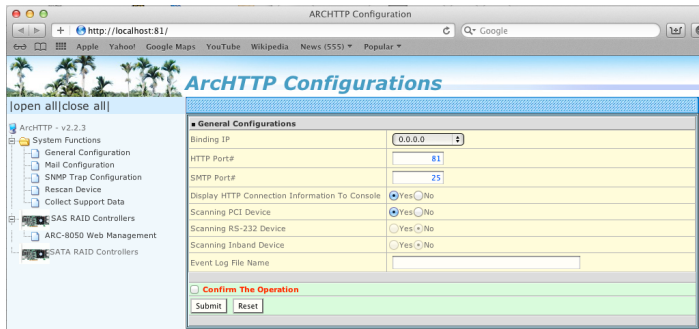 ARCHTTP Configuration
http://localhost:81/
Google
Apple Yahoo! Google Maps YouTube Wikipedia News (555) Popular
ArcHTTP Configurations
|open all|close all|
ArcHTTP - v2.2.3
System Functions
General Configuration
Mail Configuration
SNMP Trap Configuration
Rescan Device
Collect Support Data
SAS RAID Controllers
ARC-8050 Web Management
SATA RAID Controllers
General Configurations
Binding IP 0.0.0.0
HTTP Port# 81
SMTP Port# 25
Display HTTP Connection Information To Console Yes No
Scanning PCI Device Yes No
Scanning RS-232 Device Yes No
Scanning Inband Device Yes No
Event Log File Name
Confirm The Operation
Submit Reset